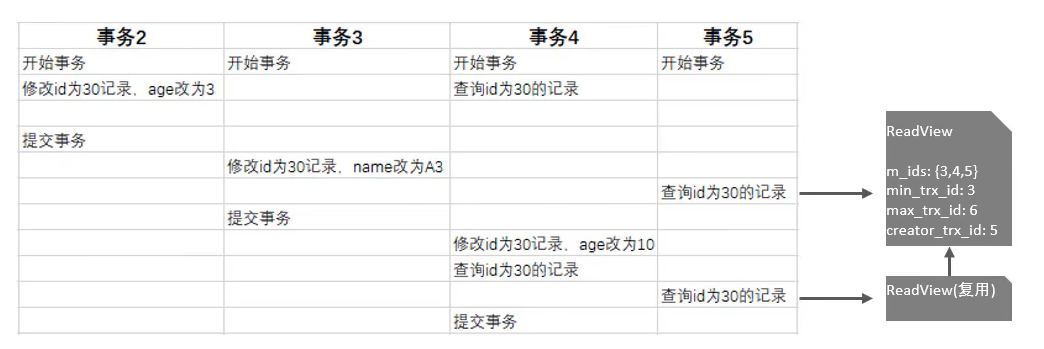 事务2 事务3 事务4 事务5
开始事务 开始事务 开始事务 开始事务
修改id为30记录，age改为3 查询id为30的记录
提交事务
修改id为30记录，name改为A3
查询id为30的记录
提交事务
修改id为30记录，age改为10
查询id为30的记录
查询id为30的记录
提交事务
ReadView
m_ids: {3,4,5}
min_trx_id: 3
max_trx_id: 6
creator_trx_id: 5
ReadView(复用)